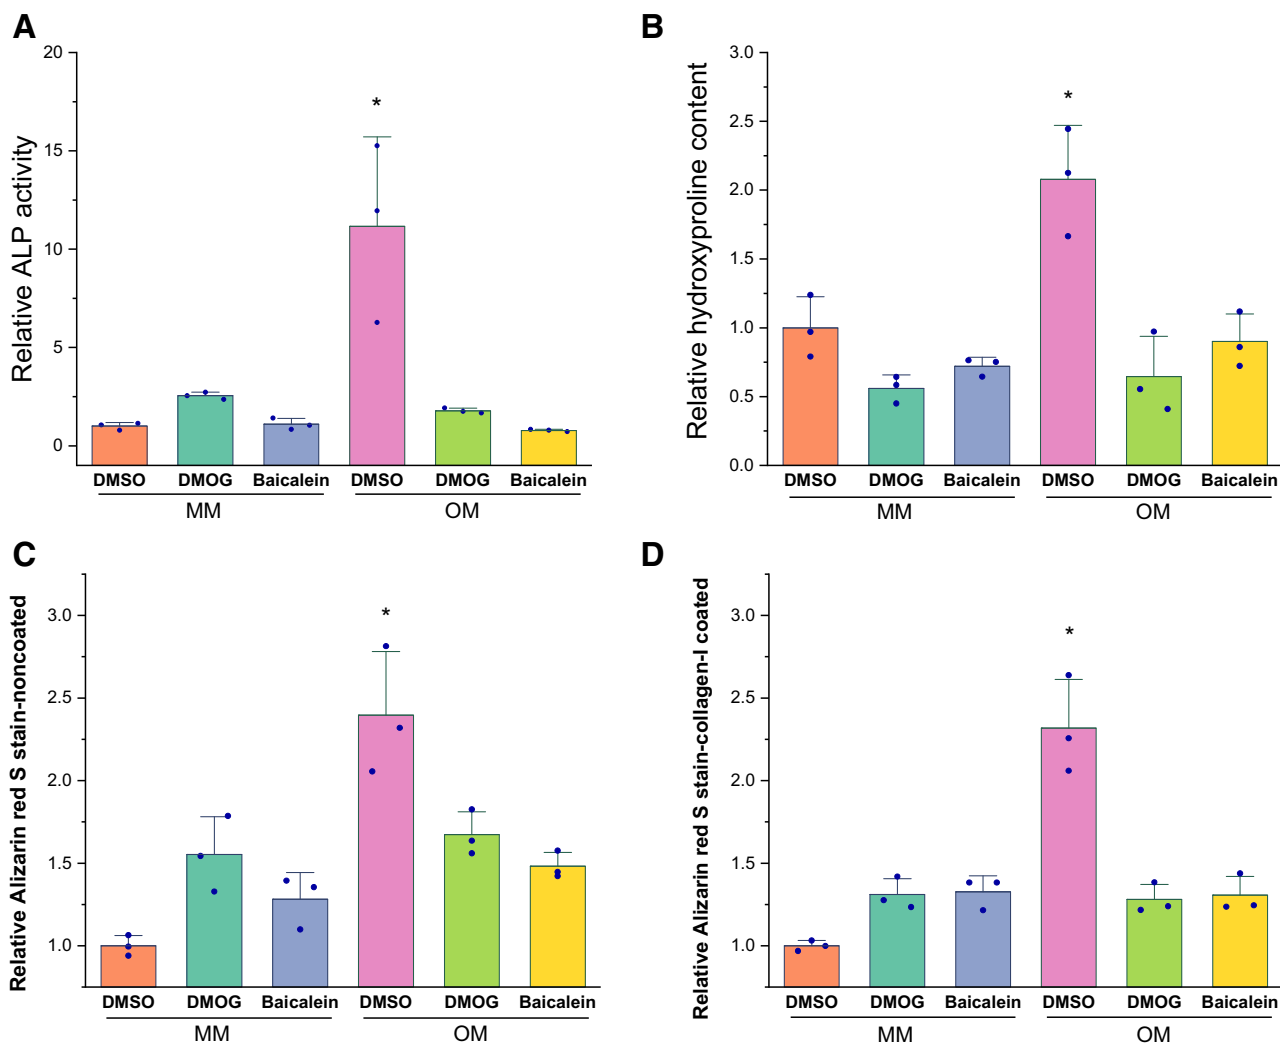 A
Relative ALP activity
20
15
10
5
0
*
DMSO DMOG Baicalein DMSO DMOG Baicalein
MM OM
B
Relative hydroxyproline content
3.0
2.5
2.0
1.5
1.0
0.5
0.0
*
DMSO DMOG Baicalein DMSO DMOG Baicalein
MM OM
C
Relative Alizarin red S stain-noncoated
3.0
2.5
2.0
1.5
1.0
*
DMSO DMOG Baicalein DMSO DMOG Baicalein
MM OM
D
Relative Alizarin red S stain-collagen-I coated
3.0
2.5
2.0
1.5
1.0
*
DMSO DMOG Baicalein DMSO DMOG Baicalein
MM OM